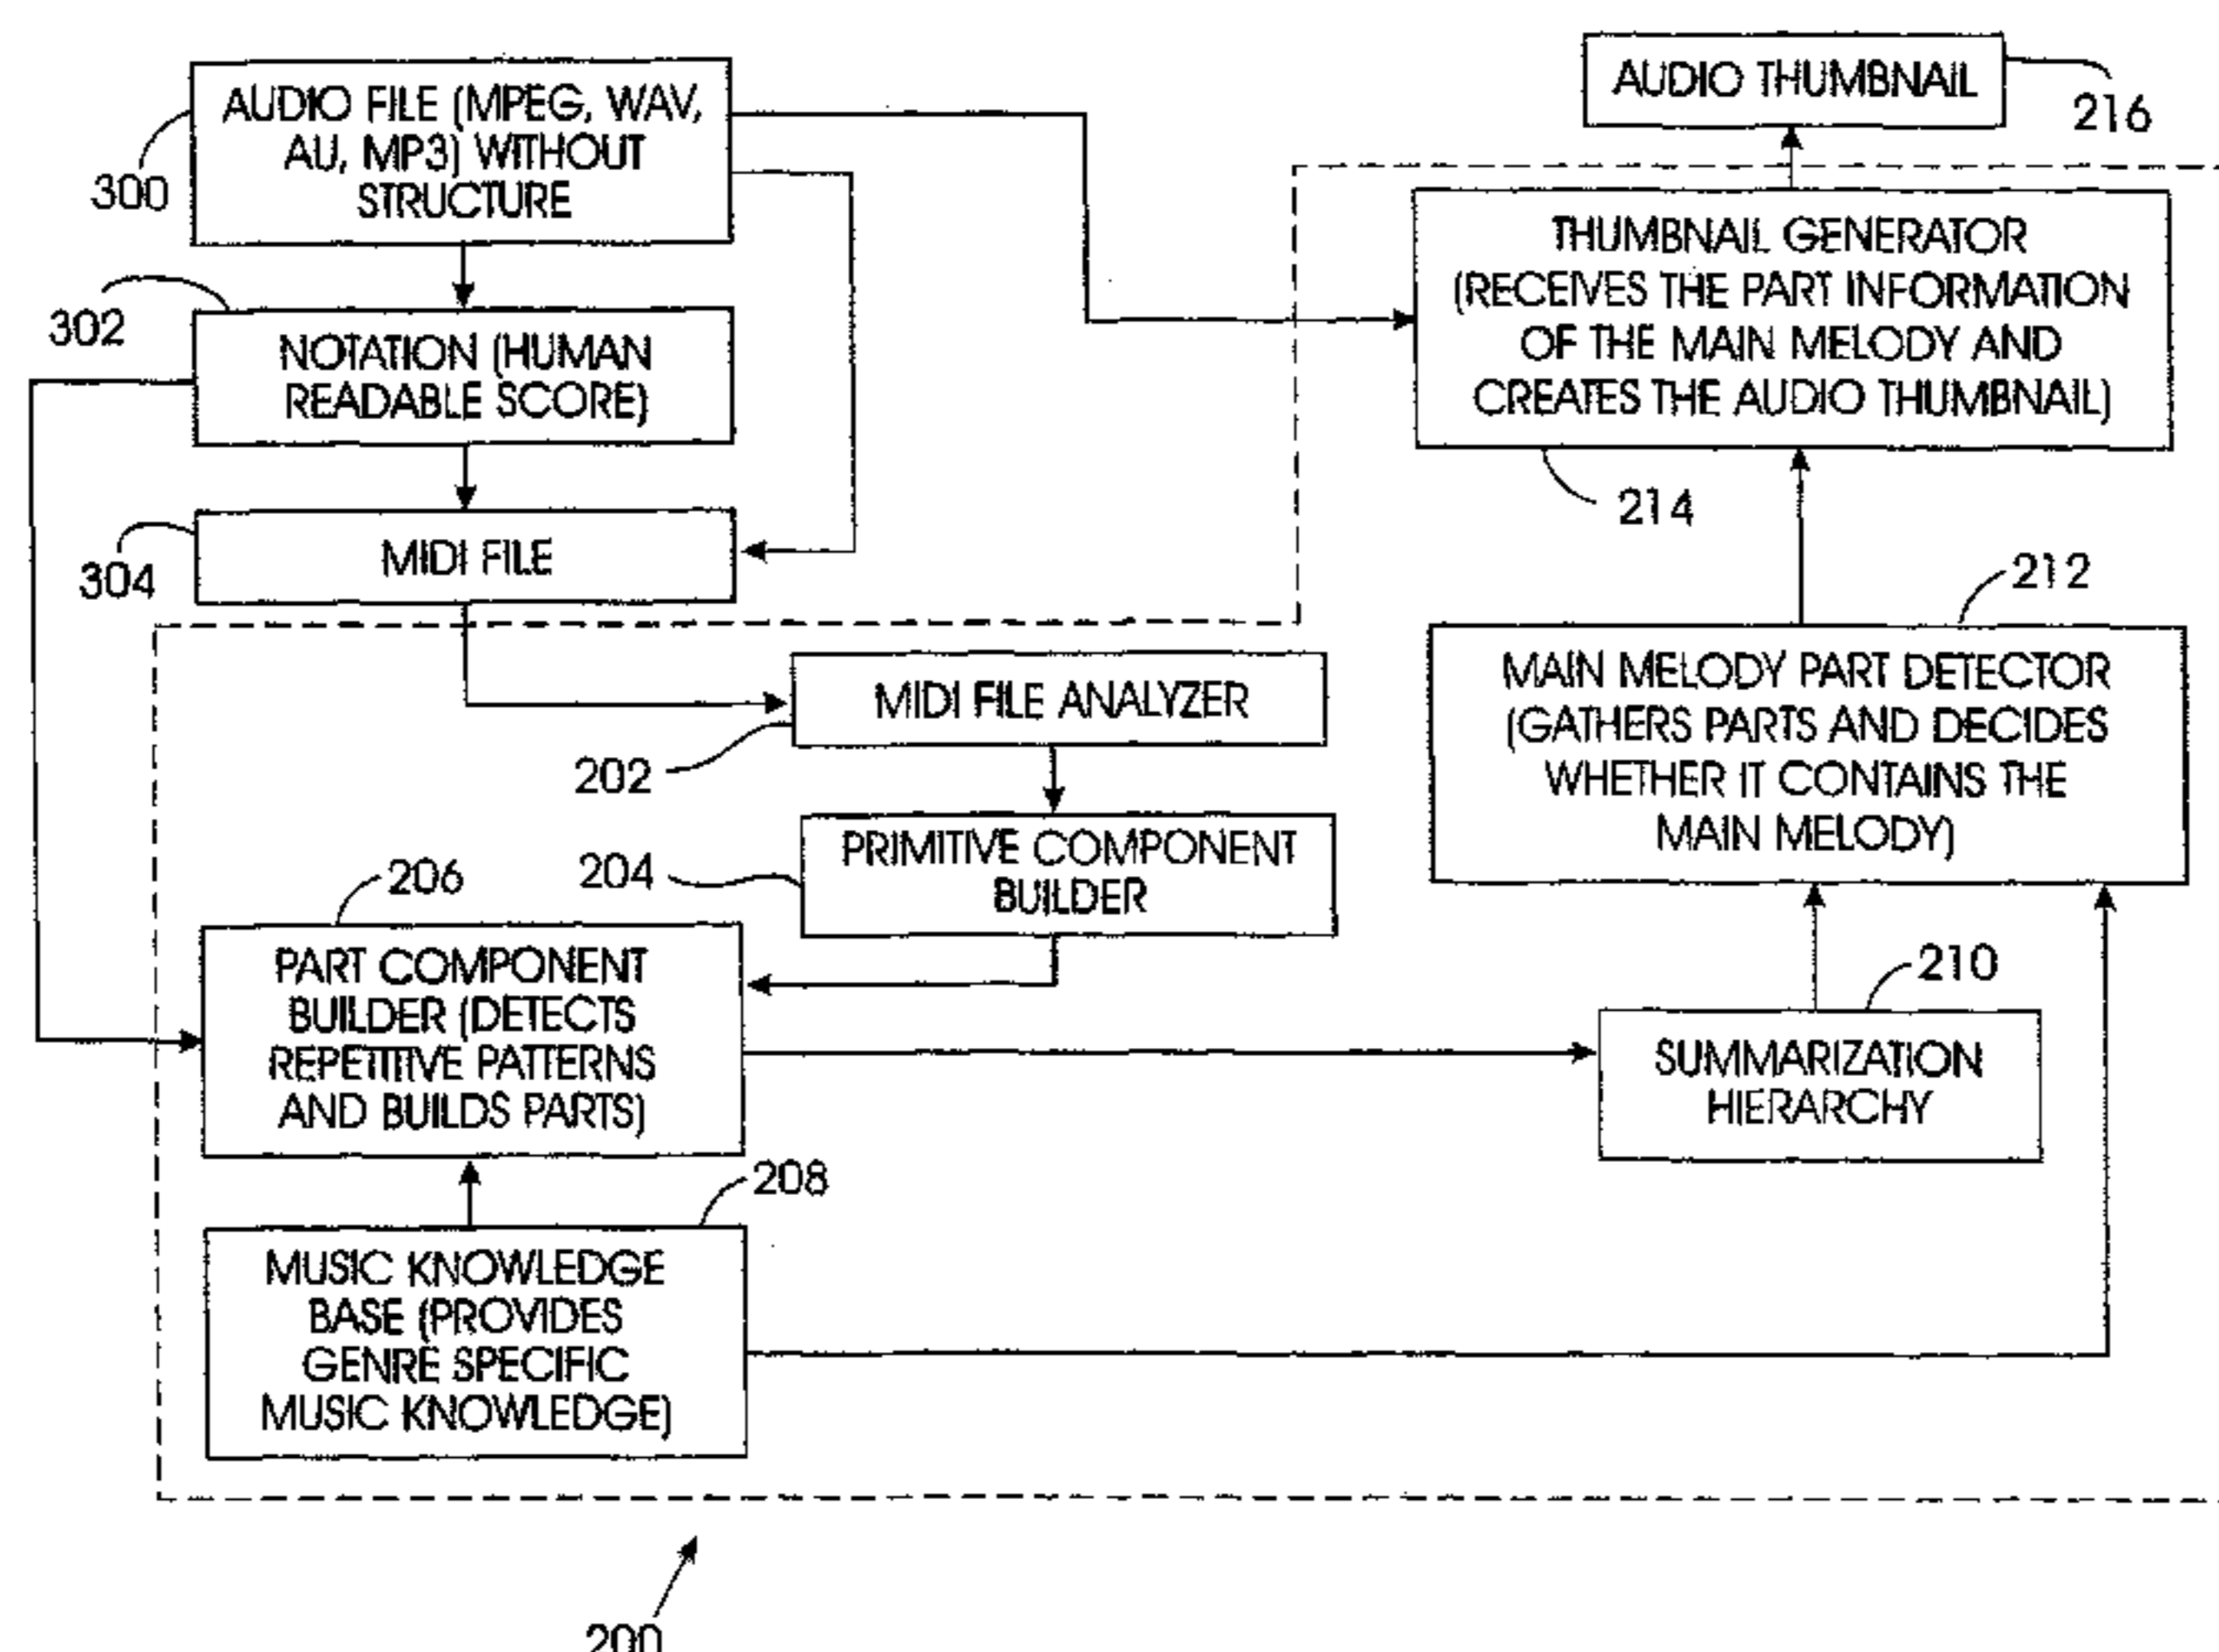 AUDIO FILE (MPEG, WAV,
AU, MP3) WITHOUT
STRUCTURE
300
AUDIO THUMBNAIL
216
NOTATION (HUMAN
READABLE SCORE)
302
THUMBNAIL GENERATOR
(RECEIVES THE PART INFORMATION
OF THE MAIN MELODY AND
CREATES THE AUDIO THUMBNAIL)
214
MIDI FILE
304
212
MAIN MELODY PART DETECTOR
(GATHERS PARTS AND DECIDES
WHETHER IT CONTAINS THE
MAIN MELODY)
MIDI FILE ANALYZER
202
PRIMITIVE COMPONENT
BUILDER
204
206
PART COMPONENT
BUILDER (DETECTS
REPETITIVE PATTERNS
AND BUILDS PARTS)
210
SUMMARIZATION
HIERARCHY
208
MUSIC KNOWLEDGE
BASE (PROVIDES
GENRE SPECIFIC
MUSIC KNOWLEDGE)
200